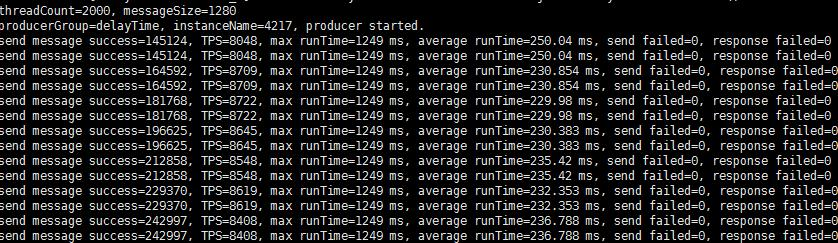 threadCount=2000, messageSize=1280
producerGroup=delayTime, instanceName=4217, producer started.
send message success=145124, TPS=8048, max runTime=1249 ms, average runTime=250.04 ms, send failed=0, response failed=0
send message success=145124, TPS=8048, max runTime=1249 ms, average runTime=250.04 ms, send failed=0, response failed=0
send message success=164592, TPS=8709, max runTime=1249 ms, average runTime=230.854 ms, send failed=0, response failed=0
send message success=164592, TPS=8709, max runTime=1249 ms, average runTime=230.854 ms, send failed=0, response failed=0
send message success=181768, TPS=8722, max runTime=1249 ms, average runTime=229.98 ms, send failed=0, response failed=0
send message success=181768, TPS=8722, max runTime=1249 ms, average runTime=229.98 ms, send failed=0, response failed=0
send message success=196625, TPS=8645, max runTime=1249 ms, average runTime=230.383 ms, send failed=0, response failed=0
send message success=196625, TPS=8645, max runTime=1249 ms, average runTime=230.383 ms, send failed=0, response failed=0
send message success=212858, TPS=8548, max runTime=1249 ms, average runTime=235.42 ms, send failed=0, response failed=0
send message success=212858, TPS=8548, max runTime=1249 ms, average runTime=235.42 ms, send failed=0, response failed=0
send message success=229370, TPS=8619, max runTime=1249 ms, average runTime=232.353 ms, send failed=0, response failed=0
send message success=229370, TPS=8619, max runTime=1249 ms, average runTime=232.353 ms, send failed=0, response failed=0
send message success=242997, TPS=8408, max runTime=1249 ms, average runTime=236.788 ms, send failed=0, response failed=0
send message success=242997, TPS=8408, max runTime=1249 ms, average runTime=236.788 ms, send failed=0, response failed=0